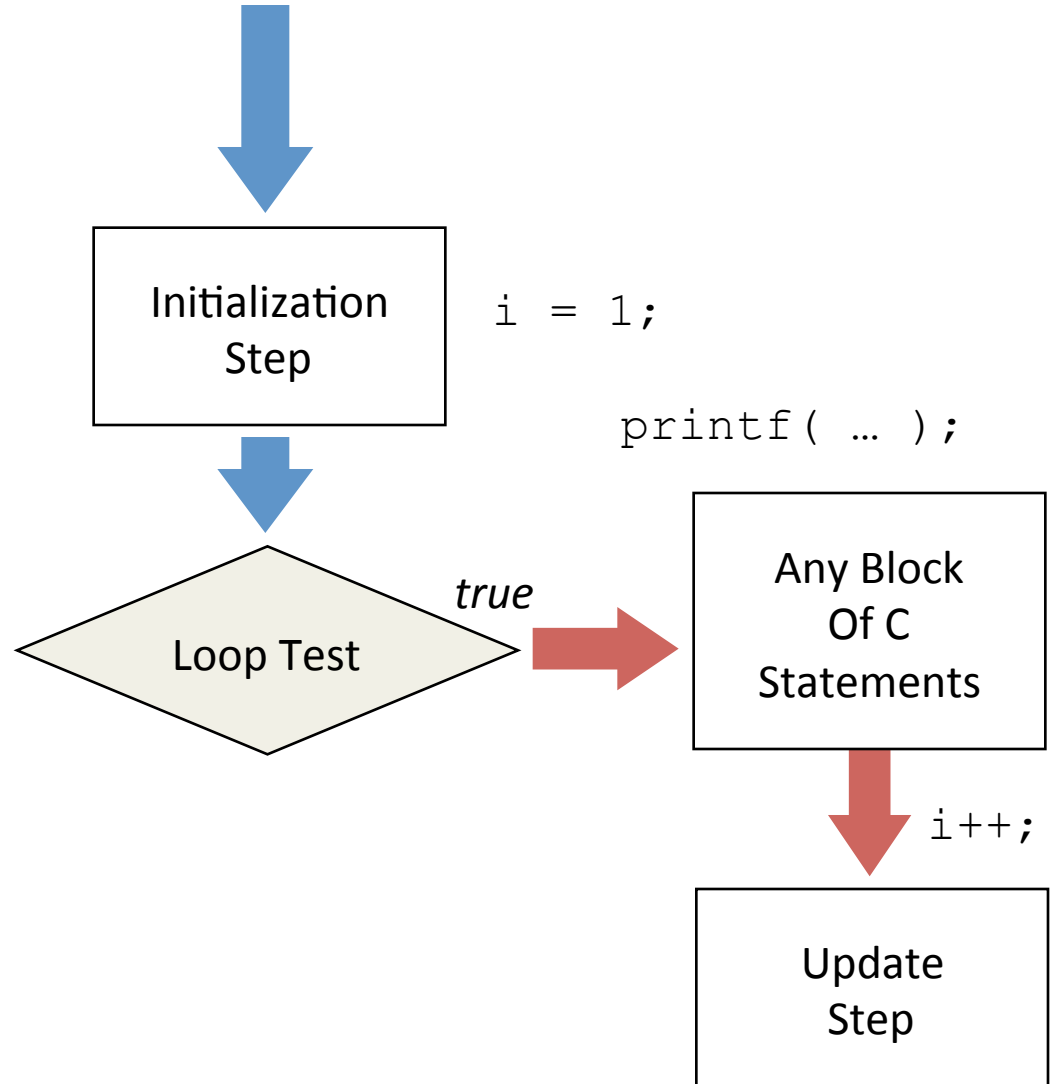 Initialization
Step
i = 1;
printf( … );
true
Loop Test
Any Block
Of C
Statements
i++;
Update
Step